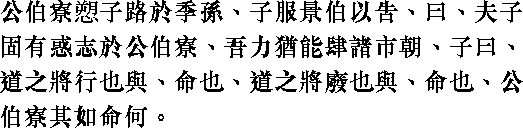 公伯寮愬子路於季孫、子服景伯以告、曰、夫子
固有惑志於公伯寮、吾力猶能肆諸市朝、子曰、
道之將行也與、命也、道之將廢也與、命也、公
伯寮其如命何。